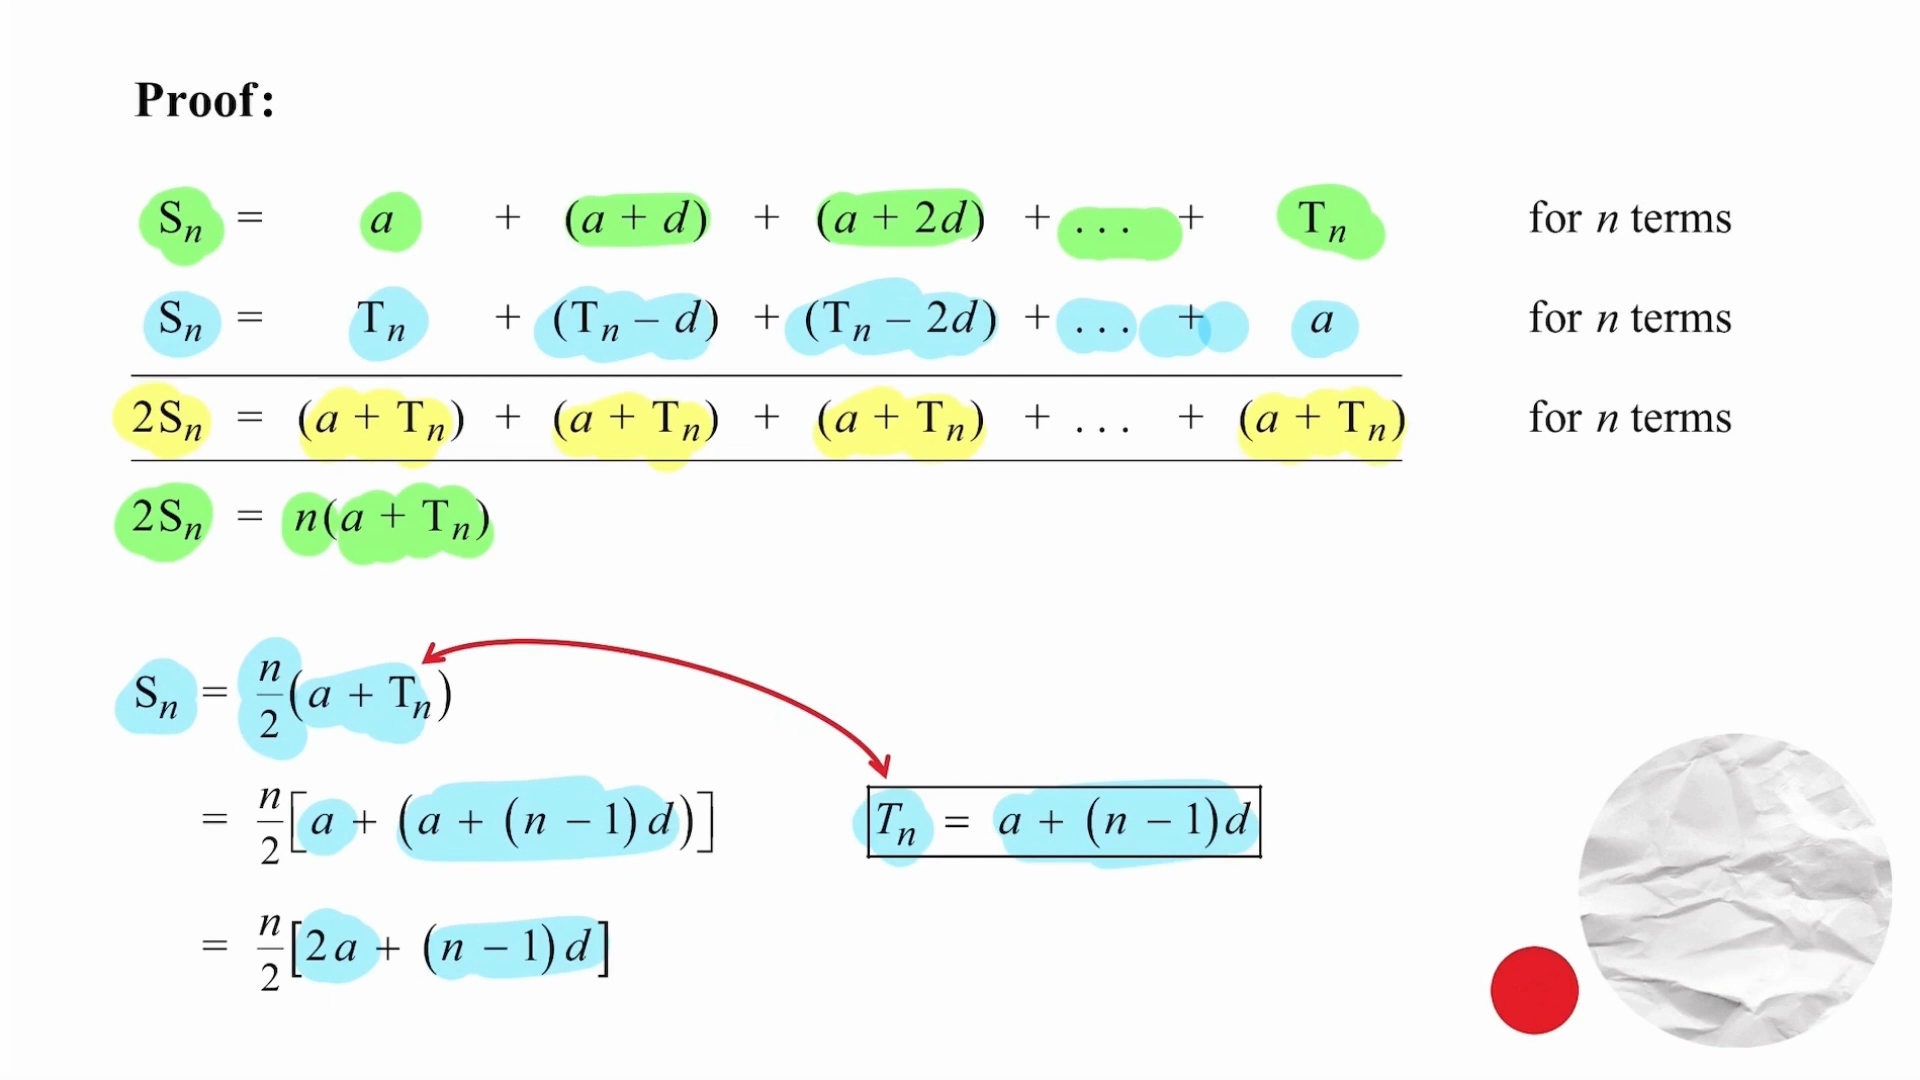 Proof:
Sₙ = a + (a + d) + (a + 2d) + ... + Tₙ for n terms
Sₙ = Tₙ + (Tₙ – d) + (Tₙ – 2d) + ... + a for n terms
2Sₙ = (a + Tₙ) + (a + Tₙ) + (a + Tₙ) + ... + (a + Tₙ) for n terms
2Sₙ = n(a + Tₙ)
Sₙ = n/2(a + Tₙ)
= n/2[a + (a + (n − 1)d)]
Tₙ = a + (n − 1)d
= n/2[2a + (n − 1)d]